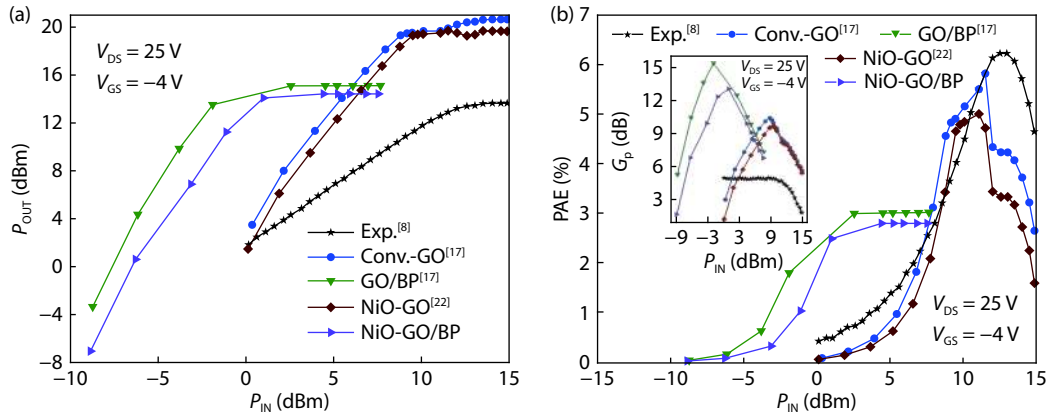 (a)
20
16
12
8
4
0
−4
−8
P_OUT (dBm)
V_DS = 25 V
V_GS = −4 V
Exp.[8]
Conv.-GO[17]
GO/BP[17]
NiO-GO[22]
NiO-GO/BP
−10 −5 0 5 10 15
P_IN (dBm)
(b)
7
6
5
4
3
2
1
0
PAE (%)
Exp.[8] Conv.-GO[17] GO/BP[17]
NiO-GO[22]
NiO-GO/BP
15
12
9
6
3
G_p (dB)
V_DS = 25 V
V_GS = −4 V
−9 −3 3 9 15
P_IN (dBm)
V_DS = 25 V
V_GS = −4 V
−15 −10 −5 0 5 10 15
P_IN (dBm)